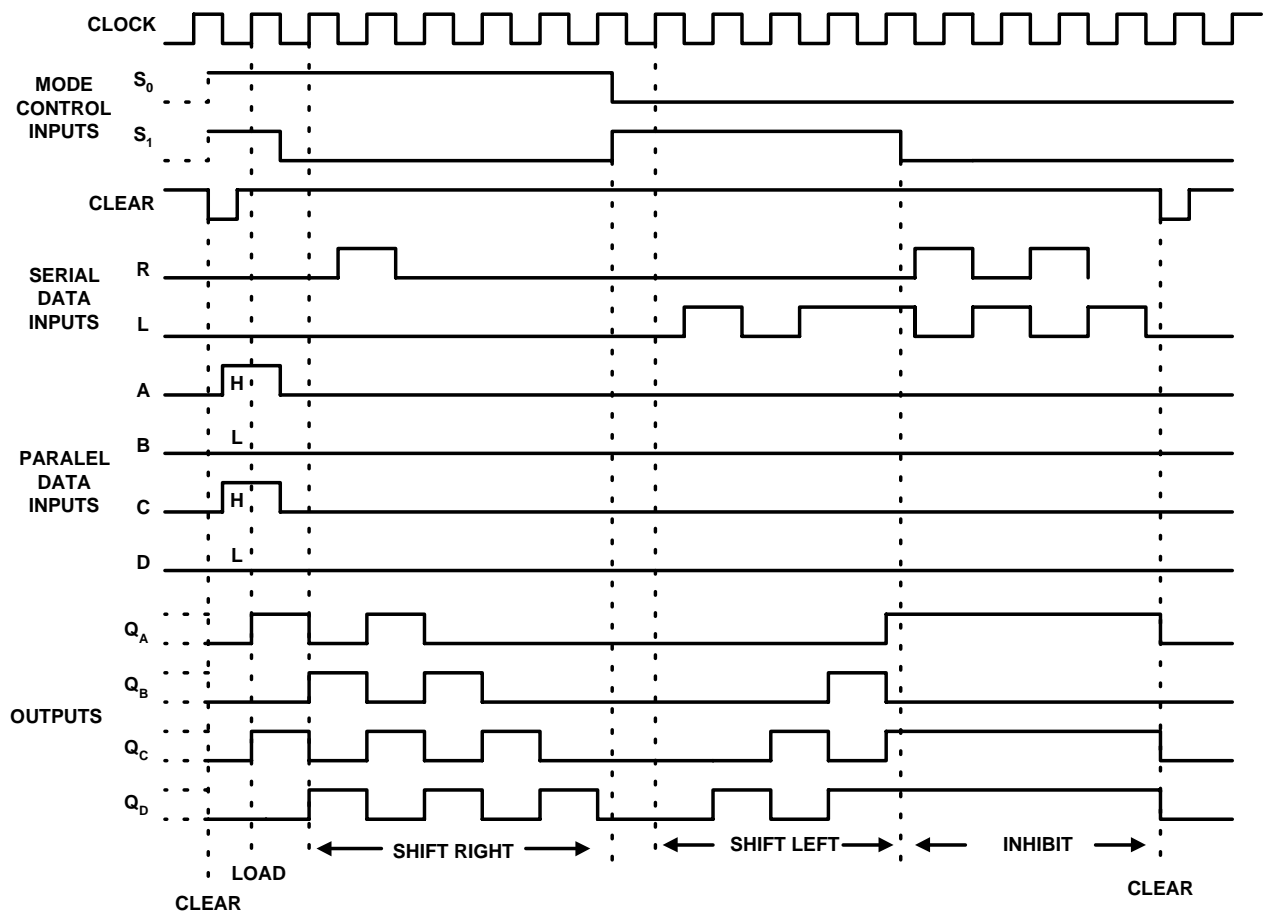 CLOCK
MODE
CONTROL
INPUTS
S0
S1
CLEAR
SERIAL
DATA
INPUTS
R
L
PARALEL
DATA
INPUTS
A
H
B
L
C
H
D
L
OUTPUTS
QA
QB
QC
QD
SHIFT RIGHT
SHIFT LEFT
INHIBIT
LOAD
CLEAR
CLEAR